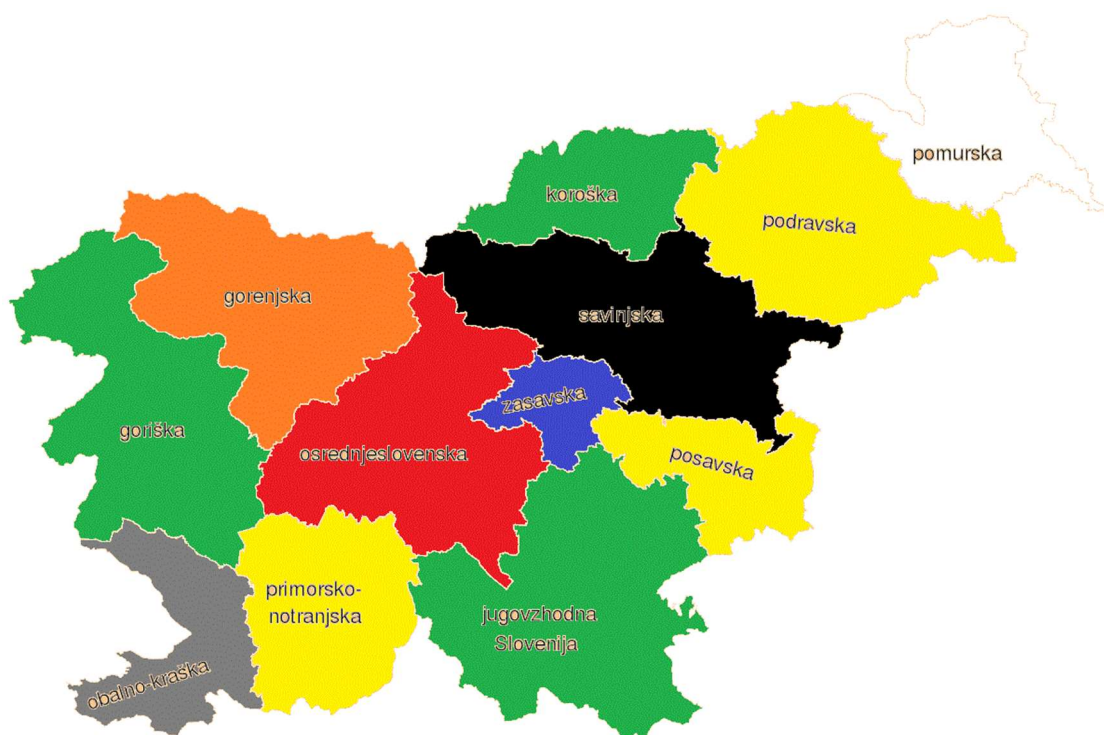 pomurska
koroška
podravska
gorenjska
savinjska
zasavska
goriška
osrednjeslovenska
posavska
primorsko-
notranjska
jugovzhodna
Slovenija
obalno-kraška